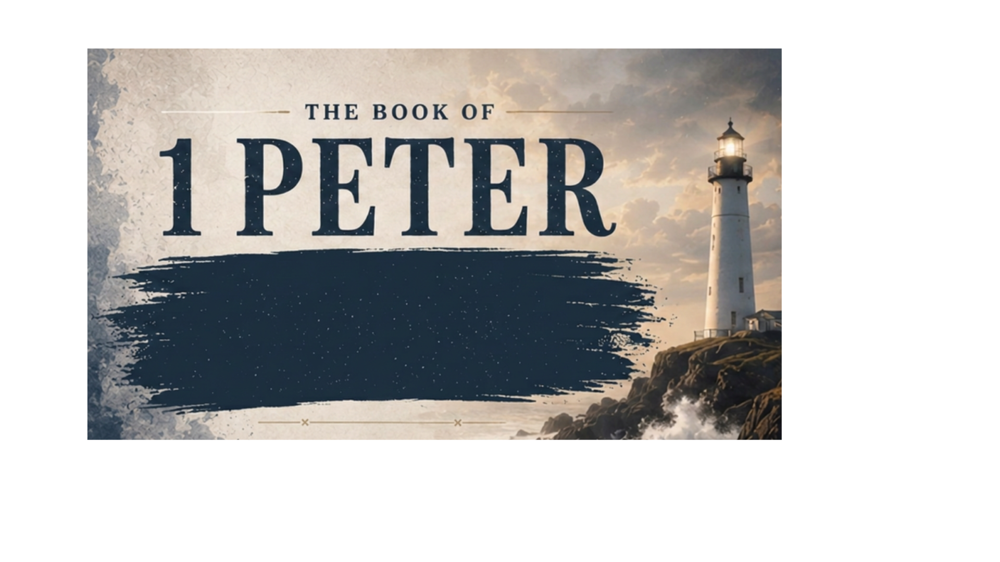 THE BOOK OF
1 PETER